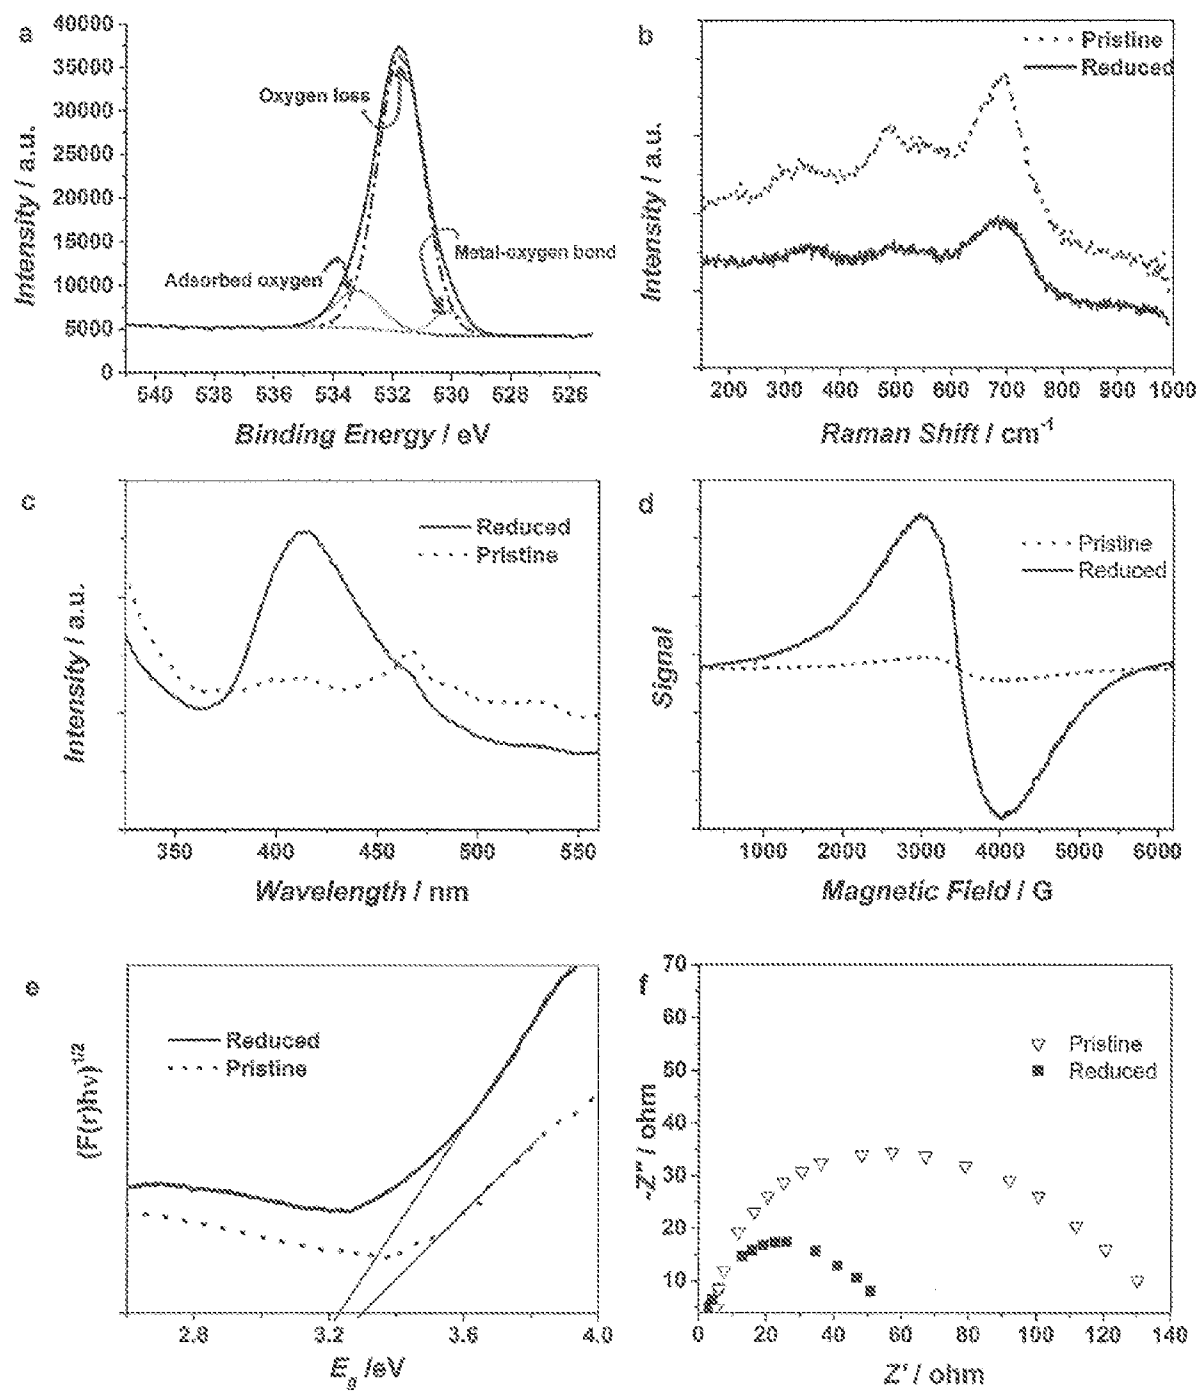 a
40000
35000
30000
25000
20000
15000
10000
5000
0
Oxygen loss
Adsorbed oxygen
Metal-oxygen bond
540 538 536 534 532 530 528 526
Intensity / a.u.
Binding Energy / eV
b
Pristine
Reduced
200 300 400 500 600 700 800 900 1000
Intensity / a.u.
Raman Shift / cm-1
c
Reduced
Pristine
350 400 450 500 550
Intensity / a.u.
Wavelength / nm
d
Pristine
Reduced
1000 2000 3000 4000 5000 6000
Signal
Magnetic Field / G
e
Reduced
Pristine
2.8 3.2 3.6 4.0
(F(r)hν)1/2
Eg /eV
f
70
60
50
40
30
20
10
Pristine
Reduced
0 20 40 60 80 100 120 140
-Z'' / ohm
Z' / ohm